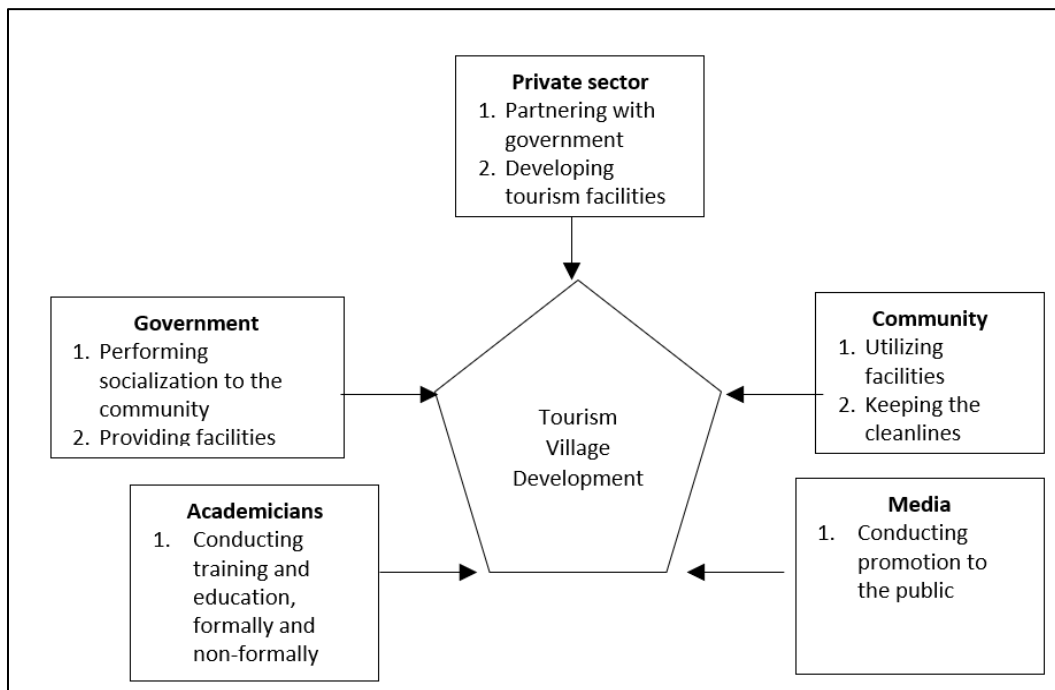 Private sector
1. Partnering with
government
2. Developing
tourism facilities
Government
1. Performing
socialization to the
community
2. Providing facilities
Community
1. Utilizing
facilities
2. Keeping the
cleanlines
Tourism
Village
Development
Academicians
1. Conducting
training and
education,
formally and
non-formally
Media
1. Conducting
promotion to
the public